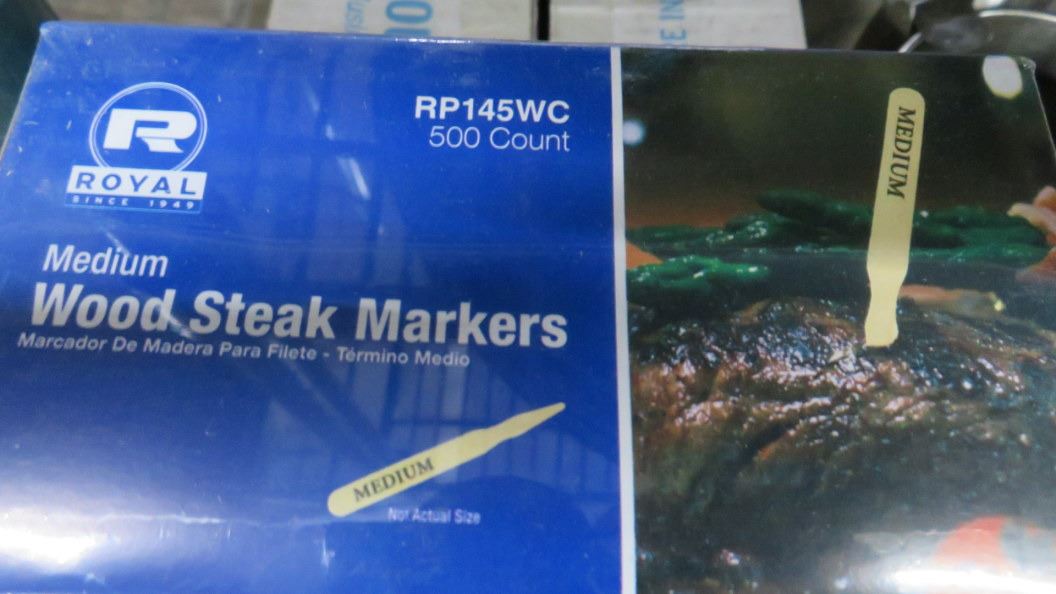 RP145WC
500 Count
R
ROYAL
SINCE 1949
Medium
Wood Steak Markers
Marcador De Madera Para Filete - Término Medio
MEDIUM
Not Actual Size
MEDIUM